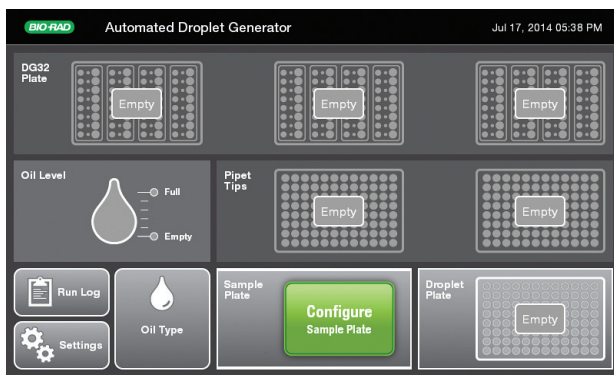 BIO-RAD Automated Droplet Generator Jul 17, 2014 05:38 PM
DG32
Plate
Empty Empty Empty
Oil Level
Full
Empty
Pipet
Tips
Empty Empty
Run Log
Settings
Oil Type
Sample
Plate
Configure
Sample Plate
Droplet
Plate
Empty